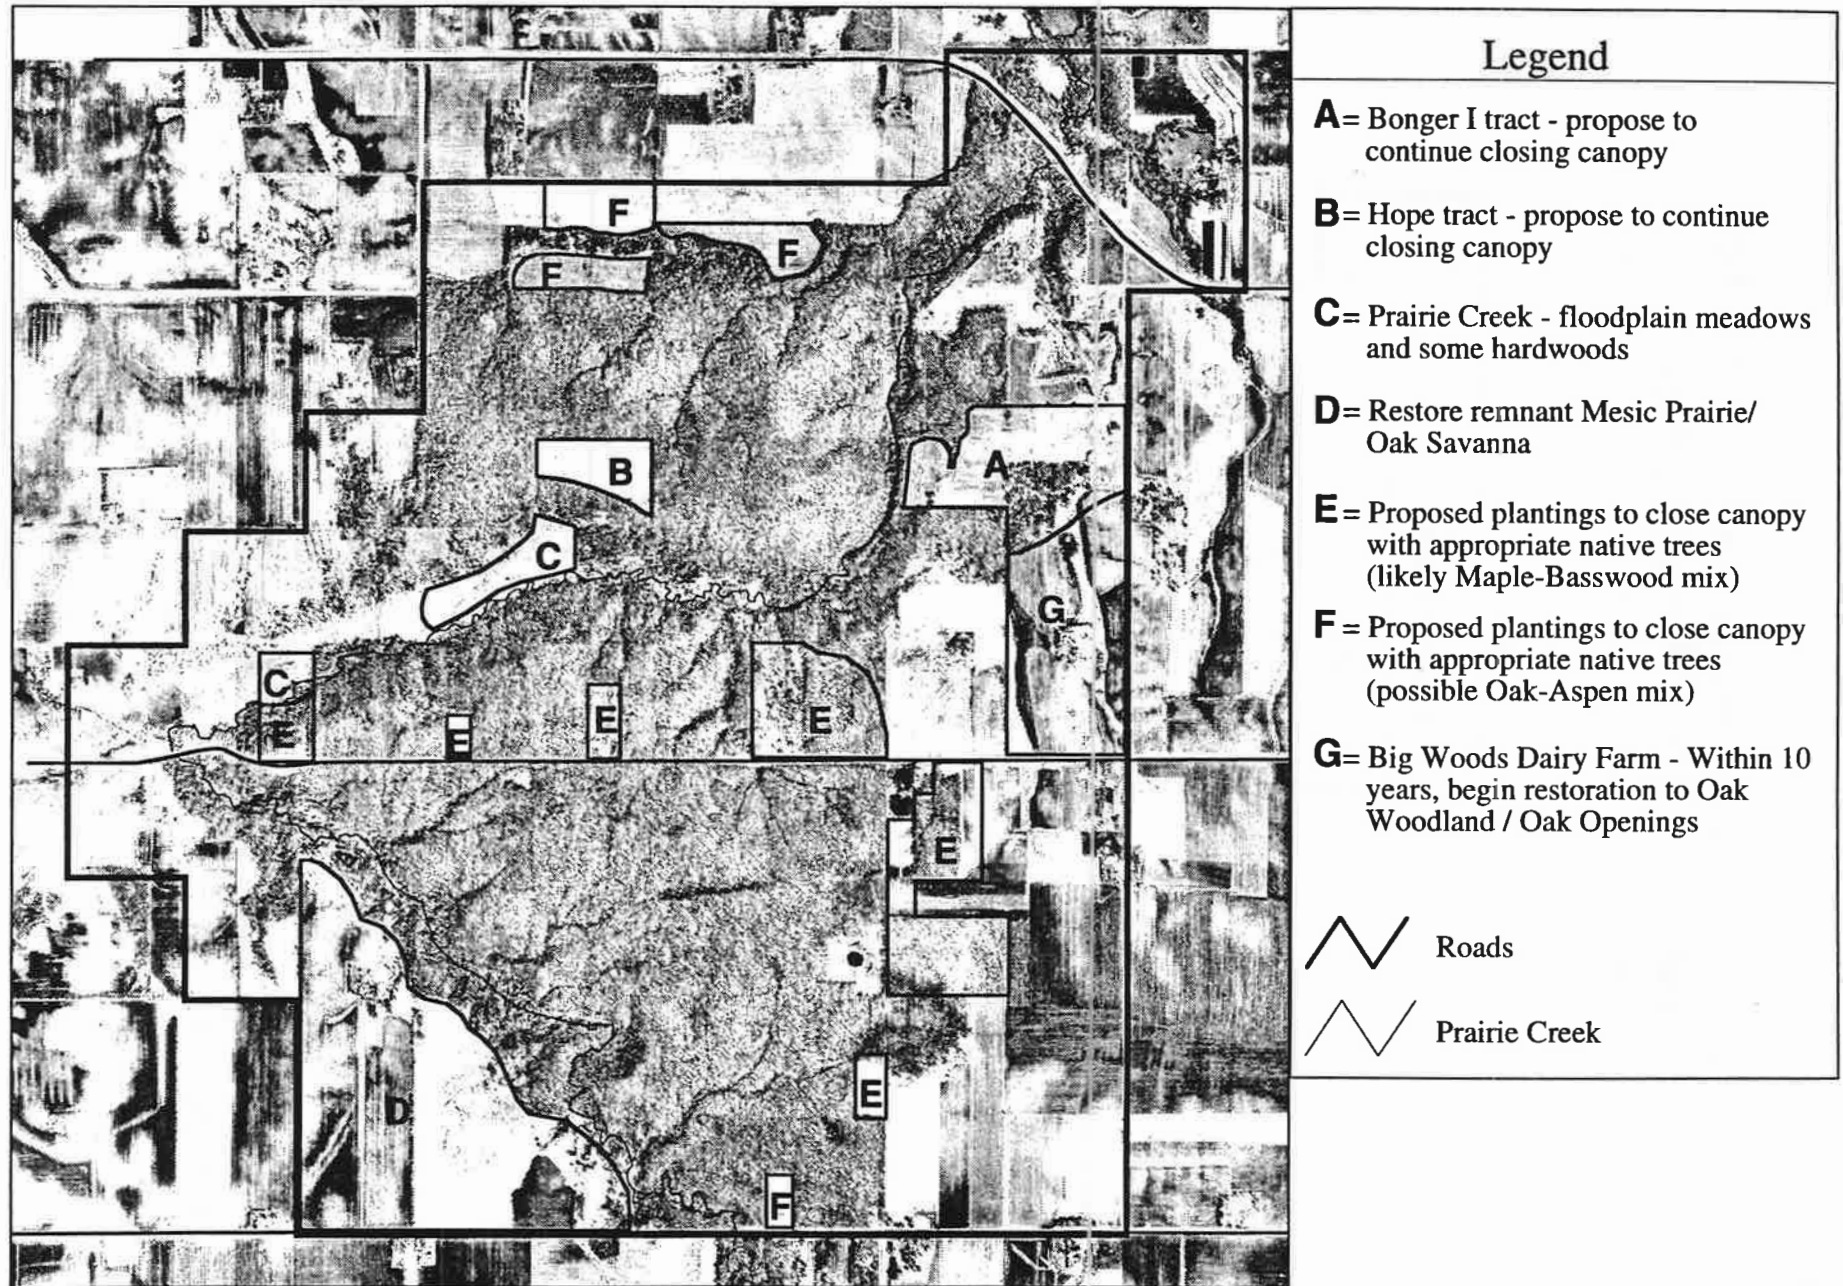 Legend
A= Bonger I tract - propose to
continue closing canopy
B= Hope tract - propose to continue
closing canopy
C= Prairie Creek - floodplain meadows
and some hardwoods
D= Restore remnant Mesic Prairie/
Oak Savanna
E= Proposed plantings to close canopy
with appropriate native trees
(likely Maple-Basswood mix)
F= Proposed plantings to close canopy
with appropriate native trees
(possible Oak-Aspen mix)
G= Big Woods Dairy Farm - Within 10
years, begin restoration to Oak
Woodland / Oak Openings
Roads
Prairie Creek
F
F
F
B
A
C
G
C
E
E
E
E
E
D
E
F